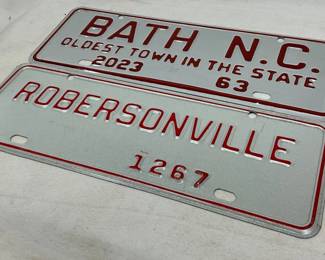 BATH N.C.
OLDEST TOWN IN THE STATE
2023 63
ROBERSONVILLE
1267